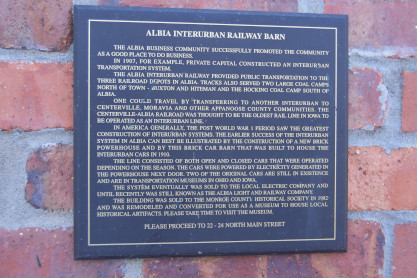 ALBIA INTERURBAN RAILWAY BARN
THE ALBIA BUSINESS COMMUNITY SUCCESSFULLY PROMOTED THE COMMUNITY
AS A GOOD PLACE TO DO BUSINESS.
IN 1907, FOR EXAMPLE, PRIVATE CAPITAL CONSTRUCTED AN INTERURBAN
TRANSPORTATION SYSTEM.
THE ALBIA INTERURBAN RAILWAY PROVIDED PUBLIC TRANSPORTATION TO THE
THREE RAILROAD DEPOTS IN ALBIA. TRACKS ALSO SERVED TWO LARGE COAL CAMPS
NORTH OF TOWN - BUXTON AND HITEMAN AND THE HOCKING COAL CAMP SOUTH OF
ALBIA.
ONE COULD TRAVEL BY TRANSFERRING TO ANOTHER INTERURBAN TO
CENTERVILLE, MORAVIA AND OTHER APPANOOSE COMMUNITIES. THE
CENTERVILLE-ALBIA RAILROAD WAS THOUGHT TO BE THE OLDEST RAIL LINE IN IOWA TO
BE OPERATED AS AN INTERURBAN LINE.
IN AMERICA GENERALLY, THE POST WORLD WAR I PERIOD SAW THE GREATEST
CONSTRUCTION OF INTERURBAN SYSTEMS. THE EARLIER SUCCESS OF THE INTERURBAN
SYSTEM IN ALBIA CAN BEST BE ILLUSTRATED BY THE CONSTRUCTION OF A NEW BRICK
POWERHOUSE AND BY THIS BRICK CAR BARN THAT WAS BUILT TO HOUSE THE
INTERURBAN CARS IN
THE LINE CONSISTED OF BOTH OPEN AND CLOSED CARS THAT WERE OPERATED
DEPENDING ON THE SEASON. THE CARS WERE POWERED BY ELECTRICITY GENERATED IN
THE POWERHOUSE NEXT DOOR. TWO OF THE ORIGINAL CARS ARE STILL IN EXISTENCE
AND ARE IN TRANSPORTATION MUSEUMS IN OHIO AND IOWA.
THE SYSTEM EVENTUALLY WAS SOLD TO THE LOCAL ELECTRIC COMPANY AND
UNTIL RECENTLY WAS STILL KNOWN AS THE ALBIA LIGHT AND RAILWAY COMPANY.
THE BUILDING WAS SOLD TO THE MONROE COUNTY HISTORICAL SOCIETY IN 1982
AND WAS REMODELED AND CONVERTED FOR USE AS A MUSEUM TO HOUSE LOCAL
HISTORICAL ARTIFACTS. PLEASE TAKE TIME TO VISIT THE MUSEUM.
PLEASE PROCEED TO 22 - 24 NORTH MAIN STREET